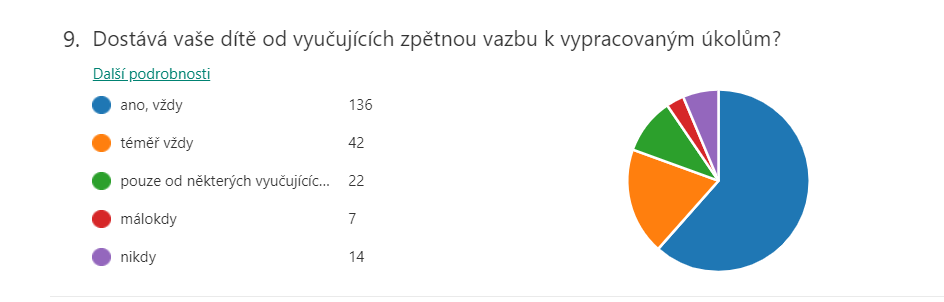 9. Dostává vaše dítě od vyučujících zpětnou vazbu k vypracovaným úkolům?
Další podrobnosti
ano, vždy 136
téměř vždy 42
pouze od některých vyučujícíc... 22
málokdy 7
nikdy 14